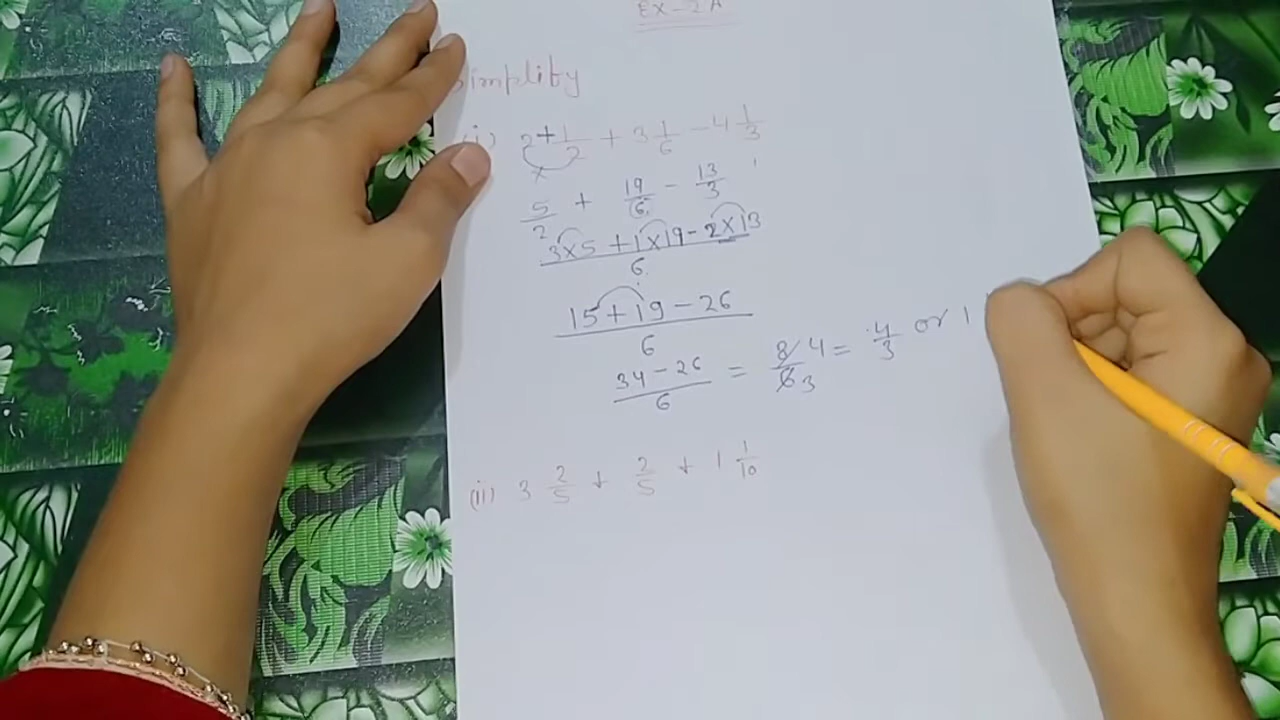 EX-2A
Simplify
(i) 2 + 1/2 + 3 1/6 - 4 1/3
5/2 + 19/6 - 13/3
3×5 + 1×19 - 2×13
6
15 + 19 - 26
6
34 - 26 / 6 = 8/6 4/3 = 4/3 or 1
(ii) 3 2/5 + 2/5 + 1 1/10